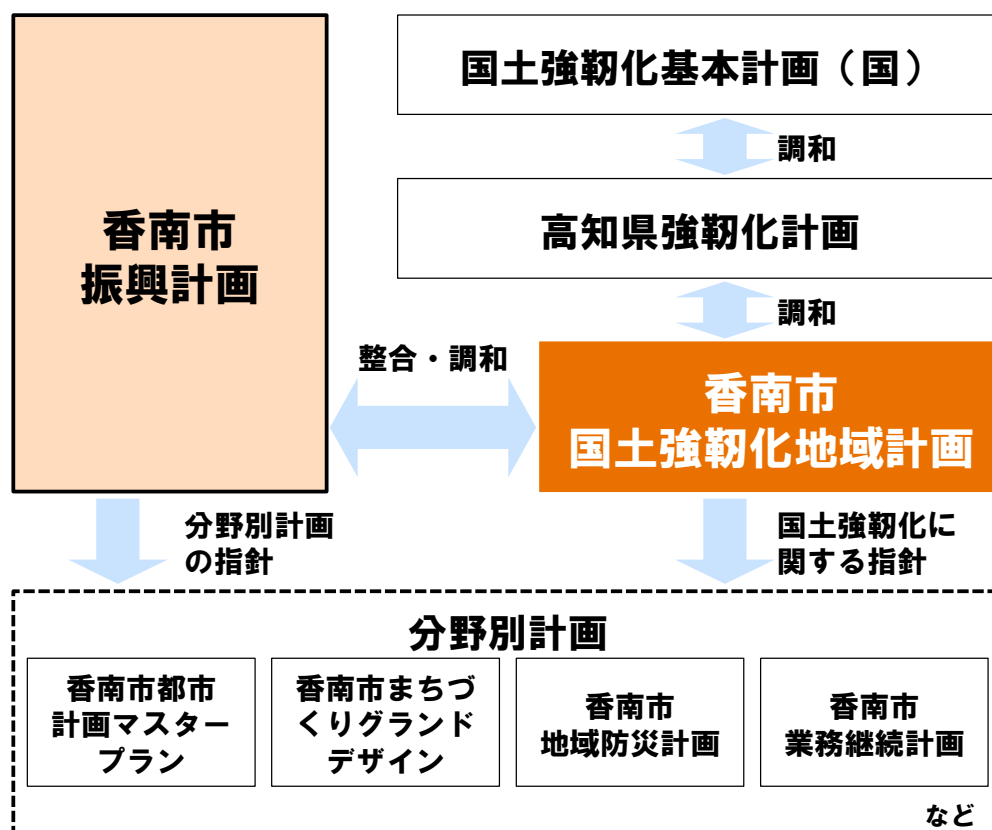 香南市
振興計画
国土強靱化基本計画（国）
調和
高知県強靱化計画
調和
整合・調和
香南市
国土強靱化地域計画
分野別計画
の指針
国土強靱化に
関する指針
分野別計画
香南市都市
計画マスター
プラン
香南市まちづ
くりグランド
デザイン
香南市
地域防災計画
香南市
業務継続計画
など